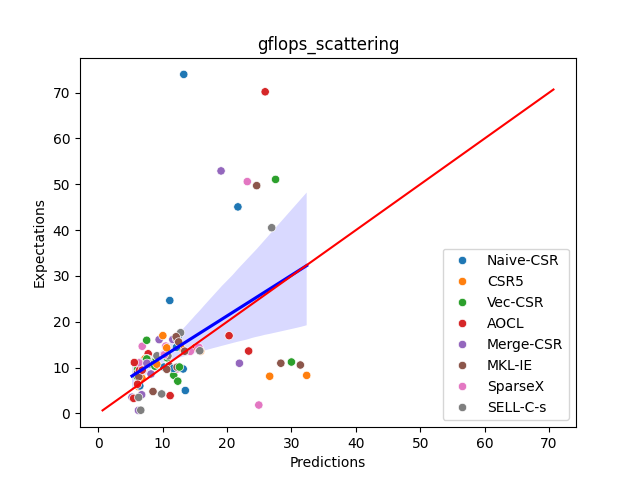 gflops_scattering
70
60
50
40
30
20
10
0
Expectations
0 10 20 30 40 50 60 70
Predictions
Naive-CSR
CSR5
Vec-CSR
AOCL
Merge-CSR
MKL-IE
SparseX
SELL-C-s